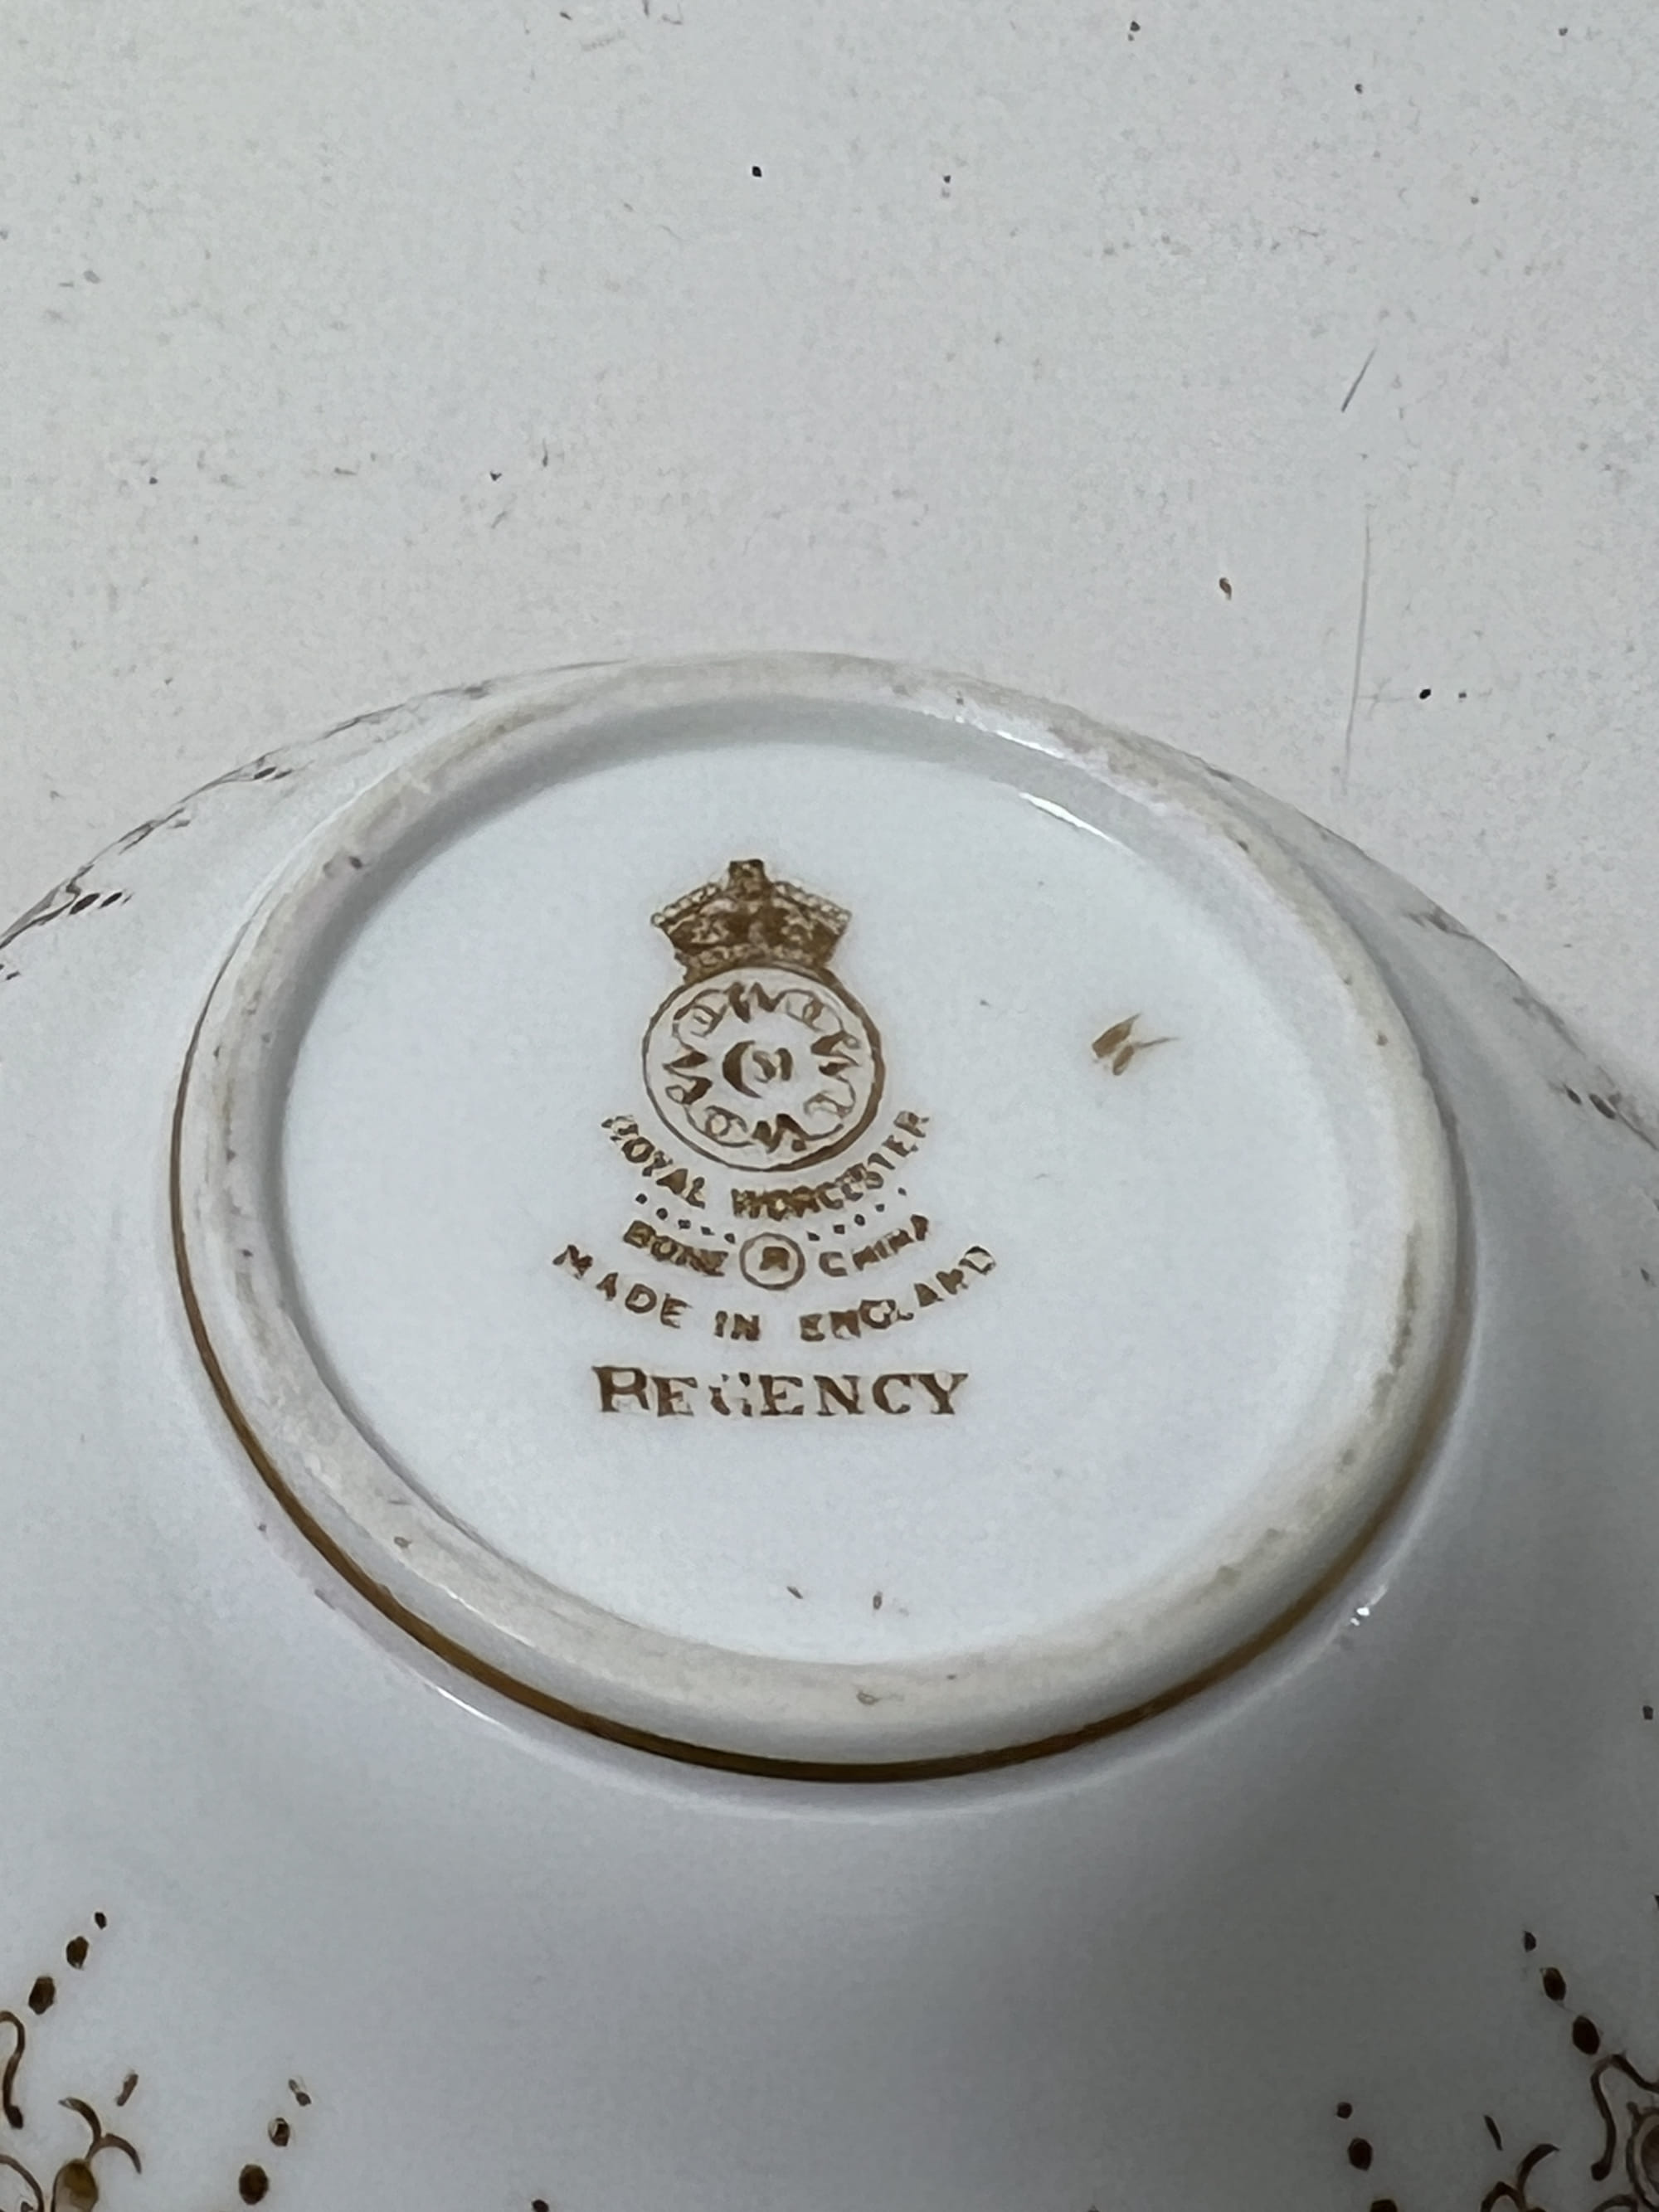 ROYAL WORCESTER
BONE R CHINA
MADE IN ENGLAND
REGENCY